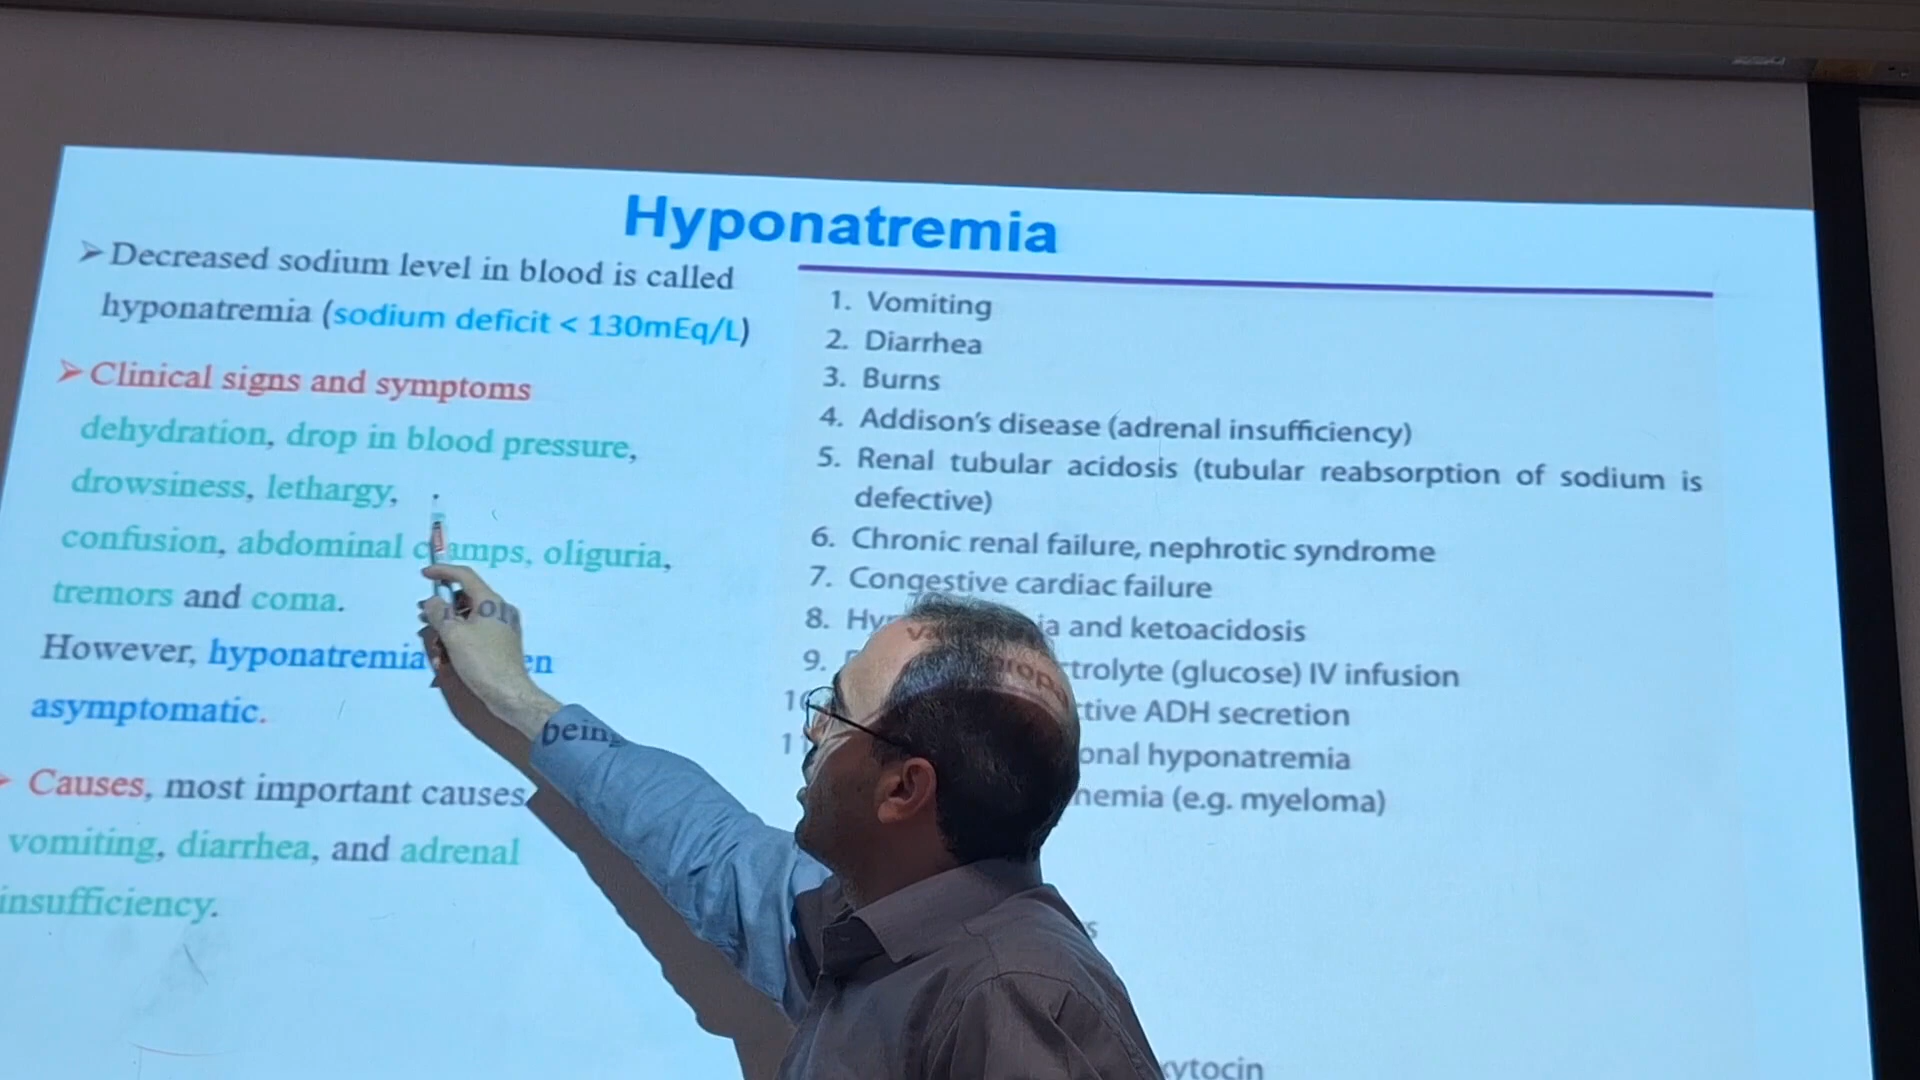 Hyponatremia
➢Decreased sodium level in blood is called
hyponatremia (sodium deficit < 130mEq/L)
➢Clinical signs and symptoms
dehydration, drop in blood pressure,
drowsiness, lethargy,
confusion, abdominal c amps, oliguria,
tremors and coma.
However, hyponatremia en
asymptomatic.
Causes, most important causes
vomiting, diarrhea, and adrenal
insufficiency.
1. Vomiting
2. Diarrhea
3. Burns
4. Addison's disease (adrenal insufficiency)
5. Renal tubular acidosis (tubular reabsorption of sodium is
defective)
6. Chronic renal failure, nephrotic syndrome
7. Congestive cardiac failure
8. and ketoacidosis
9. trolyte (glucose) IV infusion
tive ADH secretion
onal hyponatremia
nemia (e.g. myeloma)
ytocin
being